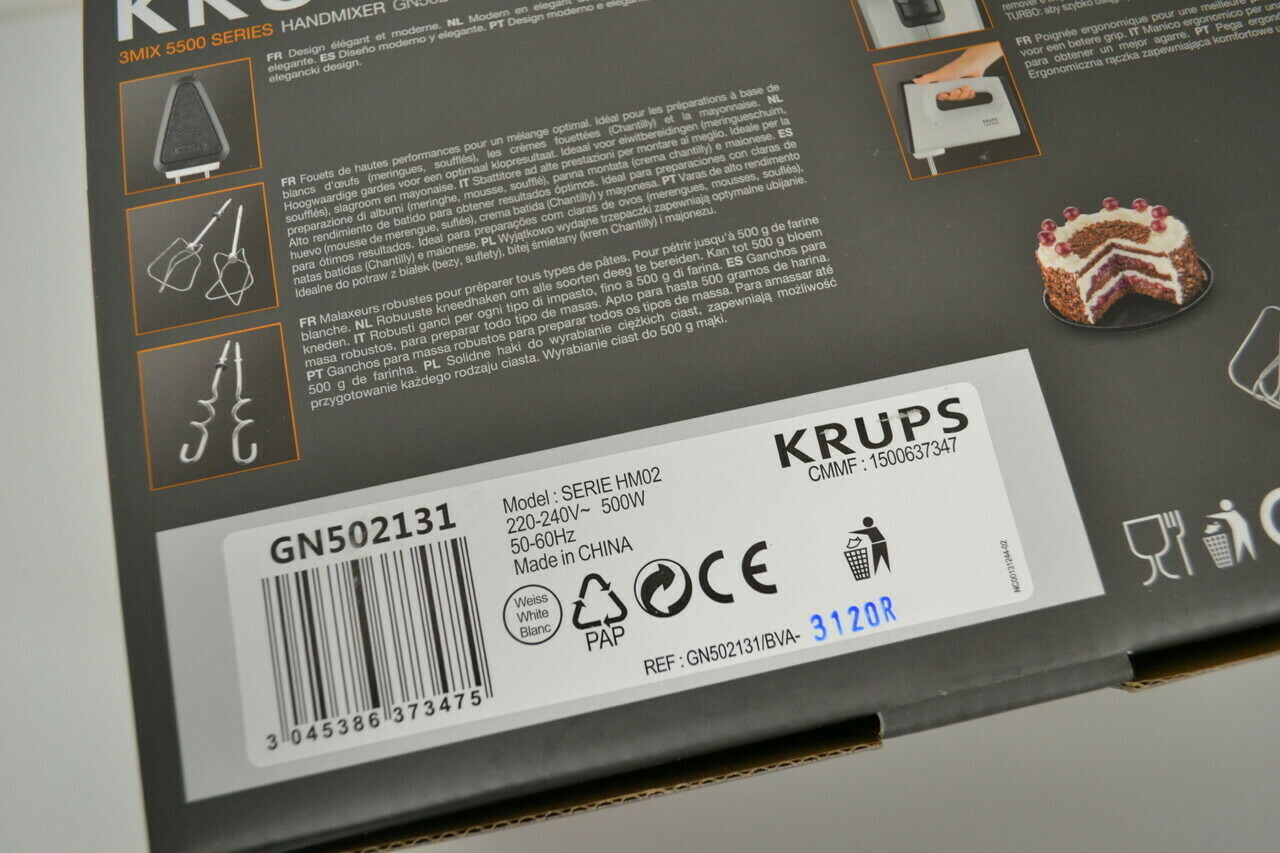 KRU
3MIX 5500 SERIES HANDMIXER GN502
FR Design élégant et moderne. NL Modern en elegant
elegante. ES Diseño moderno y elegante. PT Design moderno e
elegancki design.
FR Fouets de hautes performances pour un mélange optimal. Idéal pour les préparations à base de
blancs d'œufs (meringues, soufflés), les crèmes fouettées (Chantilly) et la mayonnaise. NL
Hoogwaardige gardes voor een optimaal klopresultaat. Ideaal voor eiwitbereidingen (meringueschuim,
soufflés), slagroom en mayonaise. IT Sbattitore ad alte prestazioni per montare al meglio. Ideale per la
preparazione di albumi (meringhe, mousse, soufflé), panna montata (crema chantilly) e maionese. ES
Alto rendimiento de batido para obtener resultados óptimos. Ideal para preparaciones con claras de
huevo (mousse de merengue, suflés), crema batida (Chantilly) y mayonesa. PT Varas de alto rendimento
para ótimos resultados. Ideal para preparações com claras de ovos (merengues, mousses, souflés),
natas batidas (Chantilly) e maionese. PL Wyjątkowo wydajne trzepaczki zapewniają optymalne ubijanie.
Idealne do potraw z białek (bezy, suflety), bitej śmietany (krem Chantilly) i majonezu.
FR Malaxeurs robustes pour préparer tous types de pâtes. Pour pétrir jusqu'à 500 g de farine
blanche. NL Robuuste kneedhaken om alle soorten deeg te bereiden. Kan tot 500 g bloem
kneden. IT Robusti ganci per ogni tipo di impasto, fino a 500 g di farina. ES Ganchos para
masa robustos, para preparar todo tipo de masas. Apto para hasta 500 gramos de harina.
PT Ganchos para massa robustos para preparar todos os tipos de massa. Para amassar até
500 g de farinha. PL Solidne haki do wyrabiania ciężkich ciast, zapewniają możliwość
przygotowanie każdego rodzaju ciasta. Wyrabianie ciast do 500 g mąki.
TURBO: aby szybko
FR Poignée ergonomique pour une meilleure
voor een betere grip. IT Manico ergonomico per
para obtener un mejor agarre. PT Pega
Ergonomiczna rączka zapewniająca komfortowe
KRUPS
KRUPS
KRUPS
CMMF : 1500637347
GN502131
Model : SERIE HM02
220-240V~ 500W
50-60Hz
Made in CHINA
Weiss
White
Blanc
PAP
CE
REF : GN502131/BVA- 3120R
NC00131244-02
3 045386 373475